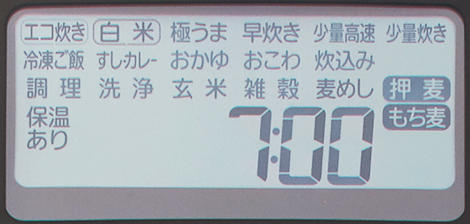 エコ炊き 白米 極うま 早炊き 少量高速 少量炊き
冷凍ご飯 すしカレー おかゆ おこわ 炊込み
調理 洗浄 玄米 雑穀 麦めし 押麦
保温 7:00 もち麦
あり